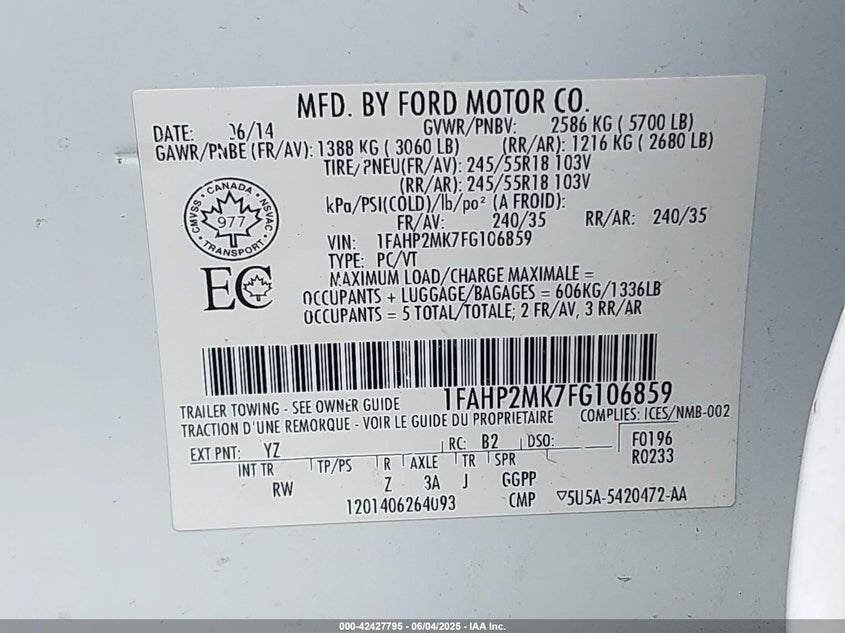 MFD. BY FORD MOTOR CO.
DATE: 06/14 GVWR/PNBV: 2586 KG ( 5700 LB)
GAWR/PNBE (FR/AV): 1388 KG ( 3060 LB) (RR/AR): 1216 KG ( 2680 LB)
TIRE/PNEU(FR/AV): 245/55R18 103V
(RR/AR): 245/55R18 103V
kPa/PSI(COLD)/lb/po² (A FROID):
FR/AV: 240/35 RR/AR: 240/35
VIN: 1FAHP2MK7FG106859
TYPE: PC/VT
MAXIMUM LOAD/CHARGE MAXIMALE =
OCCUPANTS + LUGGAGE/BAGAGES = 606KG/1336LB
OCCUPANTS = 5 TOTAL/TOTALE; 2 FR/AV, 3 RR/AR
CMVSS · CANADA · NSVAC · TRANSPORT ·
977
EC
1FAHP2MK7FG106859
TRAILER TOWING - SEE OWNER GUIDE
TRACTION D'UNE REMORQUE - VOIR LE GUIDE DU PROPRIETAIRE
COMPLIES: ICES/NMB-002
EXT PNT: YZ RC: B2 DSO: F0196
R0233
INT TR TP/PS R AXLE TR SPR
RW Z 3A J GGPP
1201406264093 CMP ▽5U5A-5420472-AA
000-42427795 - 06/04/2025 - IAA Inc.